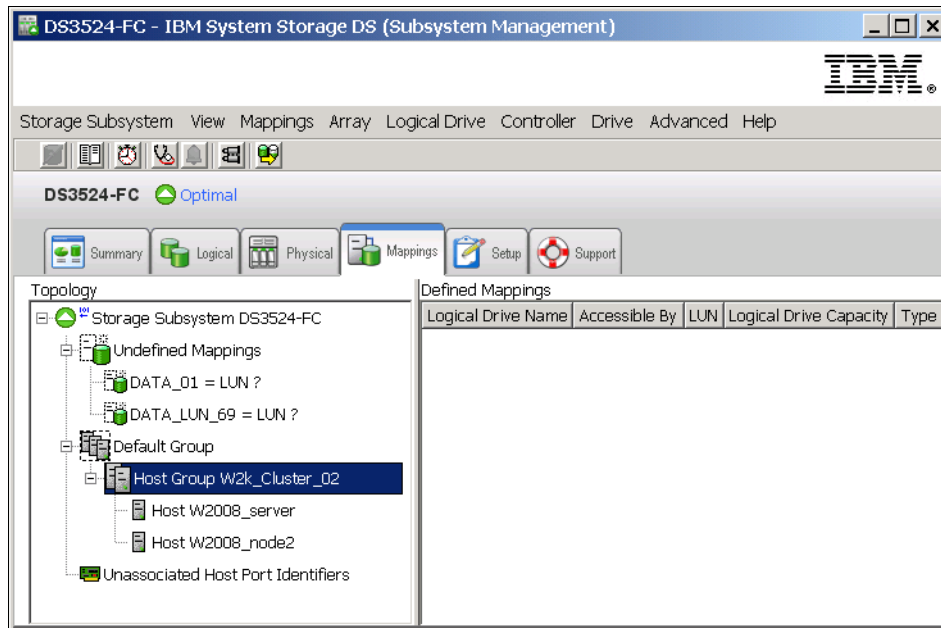 DS3524-FC - IBM System Storage DS (Subsystem Management)
IBM®
Storage Subsystem View Mappings Array Logical Drive Controller Drive Advanced Help
DS3524-FC Optimal
Summary Logical Physical Mappings Setup Support
Topology
Storage Subsystem DS3524-FC
Undefined Mappings
DATA_01 = LUN ?
DATA_LUN_69 = LUN ?
Default Group
Host Group W2k_Cluster_02
Host W2008_server
Host W2008_node2
Unassociated Host Port Identifiers
Defined Mappings
Logical Drive Name Accessible By LUN Logical Drive Capacity Type